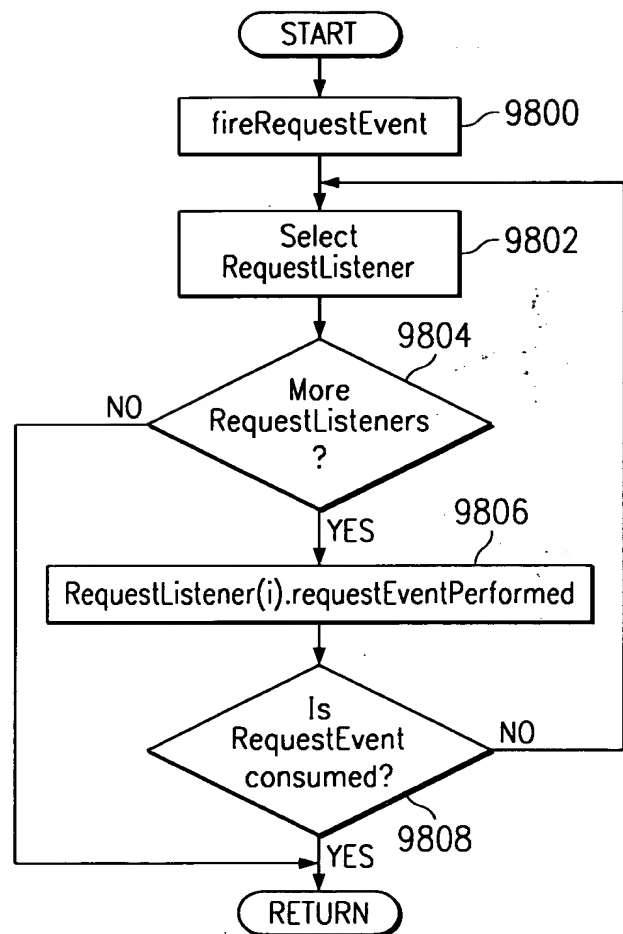 START
fireRequestEvent
9800
Select
RequestListener
9802
9804
More
RequestListeners
?
NO
YES
9806
RequestListener(i).requestEventPerformed
Is
RequestEvent
consumed?
NO
9808
YES
RETURN